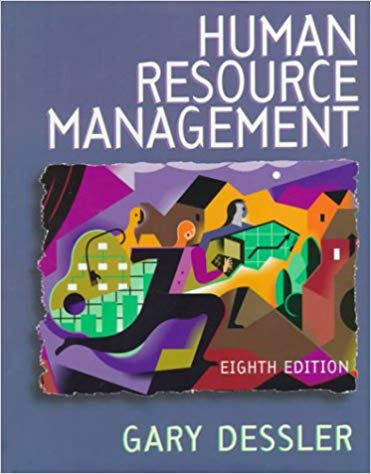 HUMAN
RESOURCE
MANAGEMENT
EIGHTH EDITION
GARY DESSLER